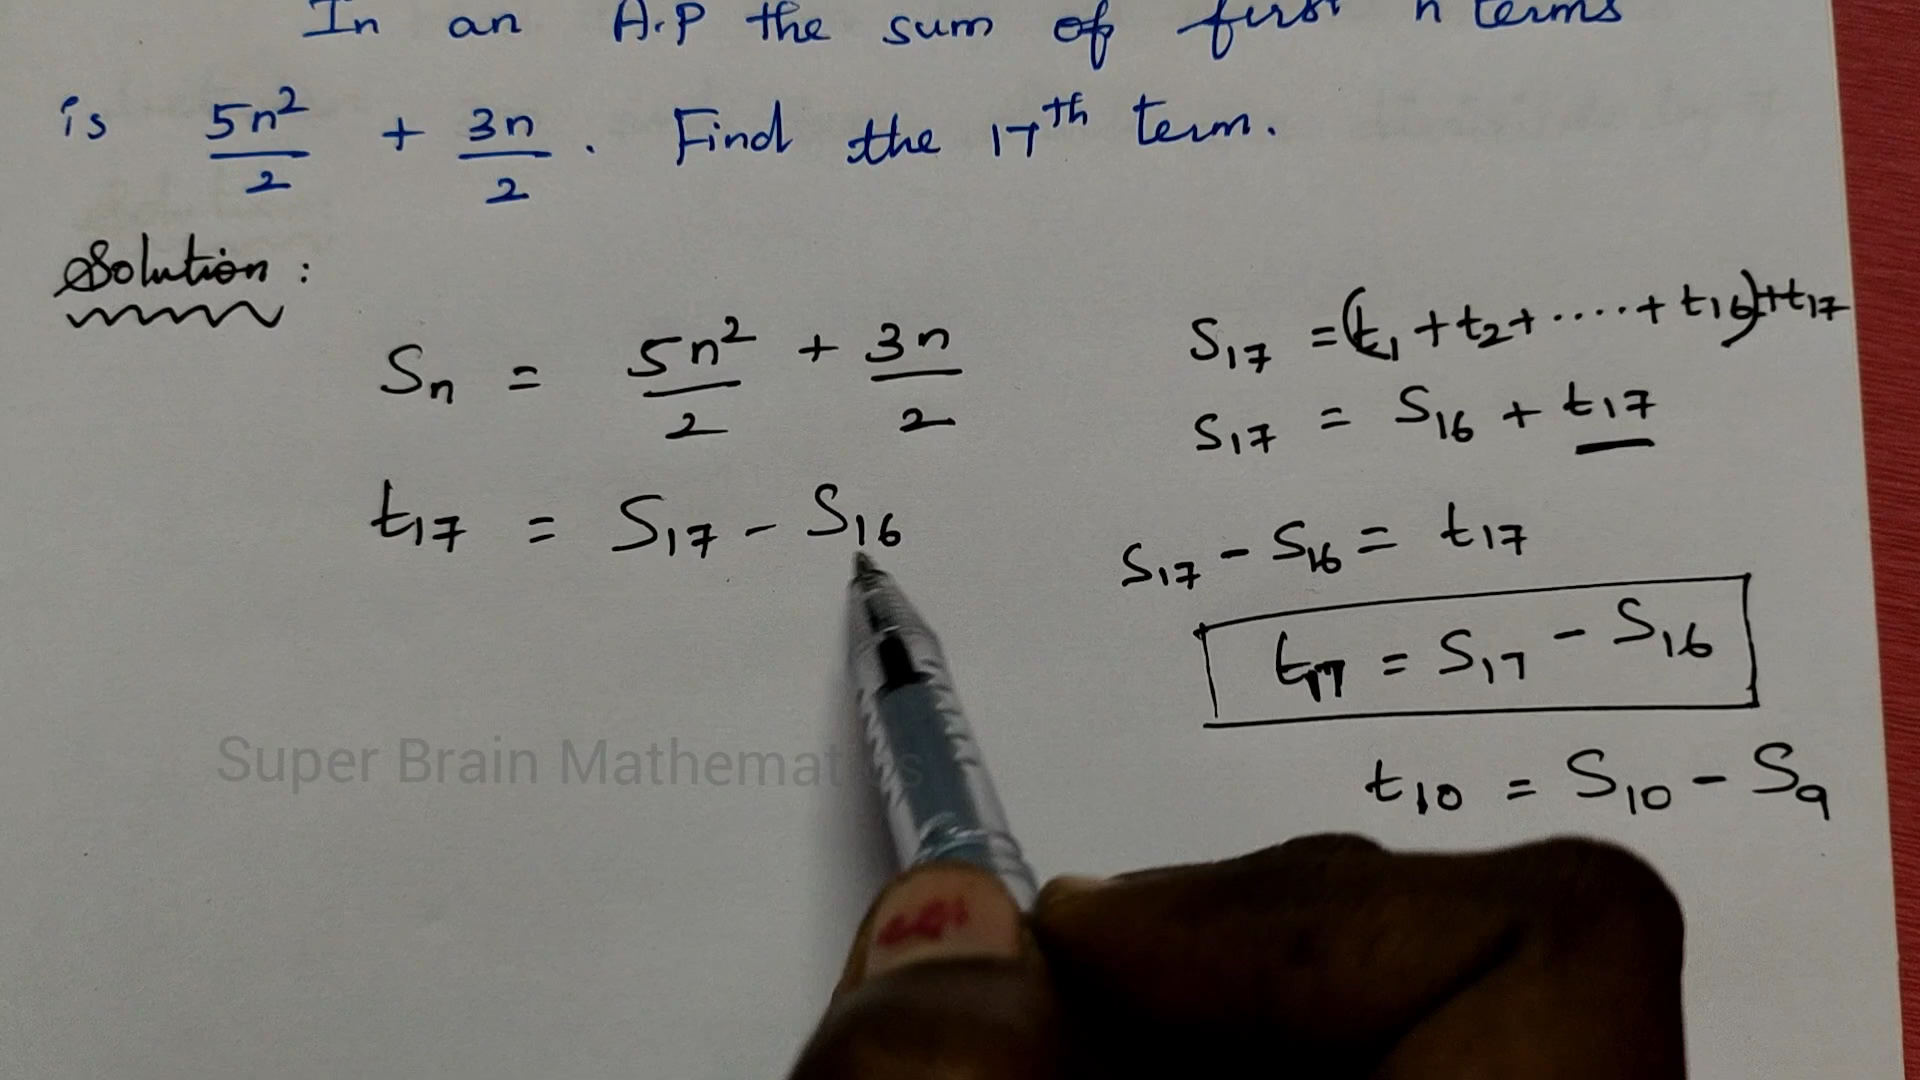 In an A.P the sum of first n terms
is 5n²/2 + 3n/2 . Find the 17th term.
Solution :
Sn = 5n²/2 + 3n/2
t17 = S17 - S16
S17 = (t1 + t2 + ..... + t16) + t17
S17 = S16 + t17
S17 - S16 = t17
t17 = S17 - S16
t10 = S10 - S9
Super Brain Mathematics